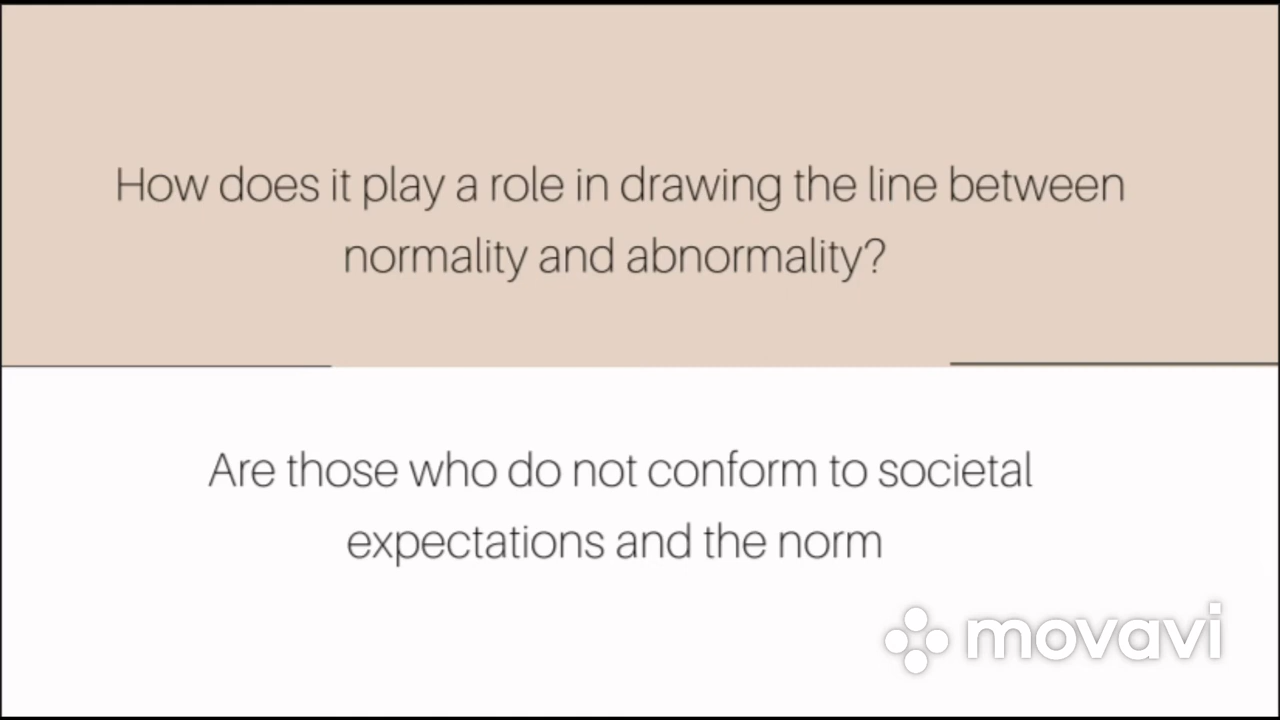 How does it play a role in drawing the line between
normality and abnormality?
Are those who do not conform to societal
expectations and the norm
movavi